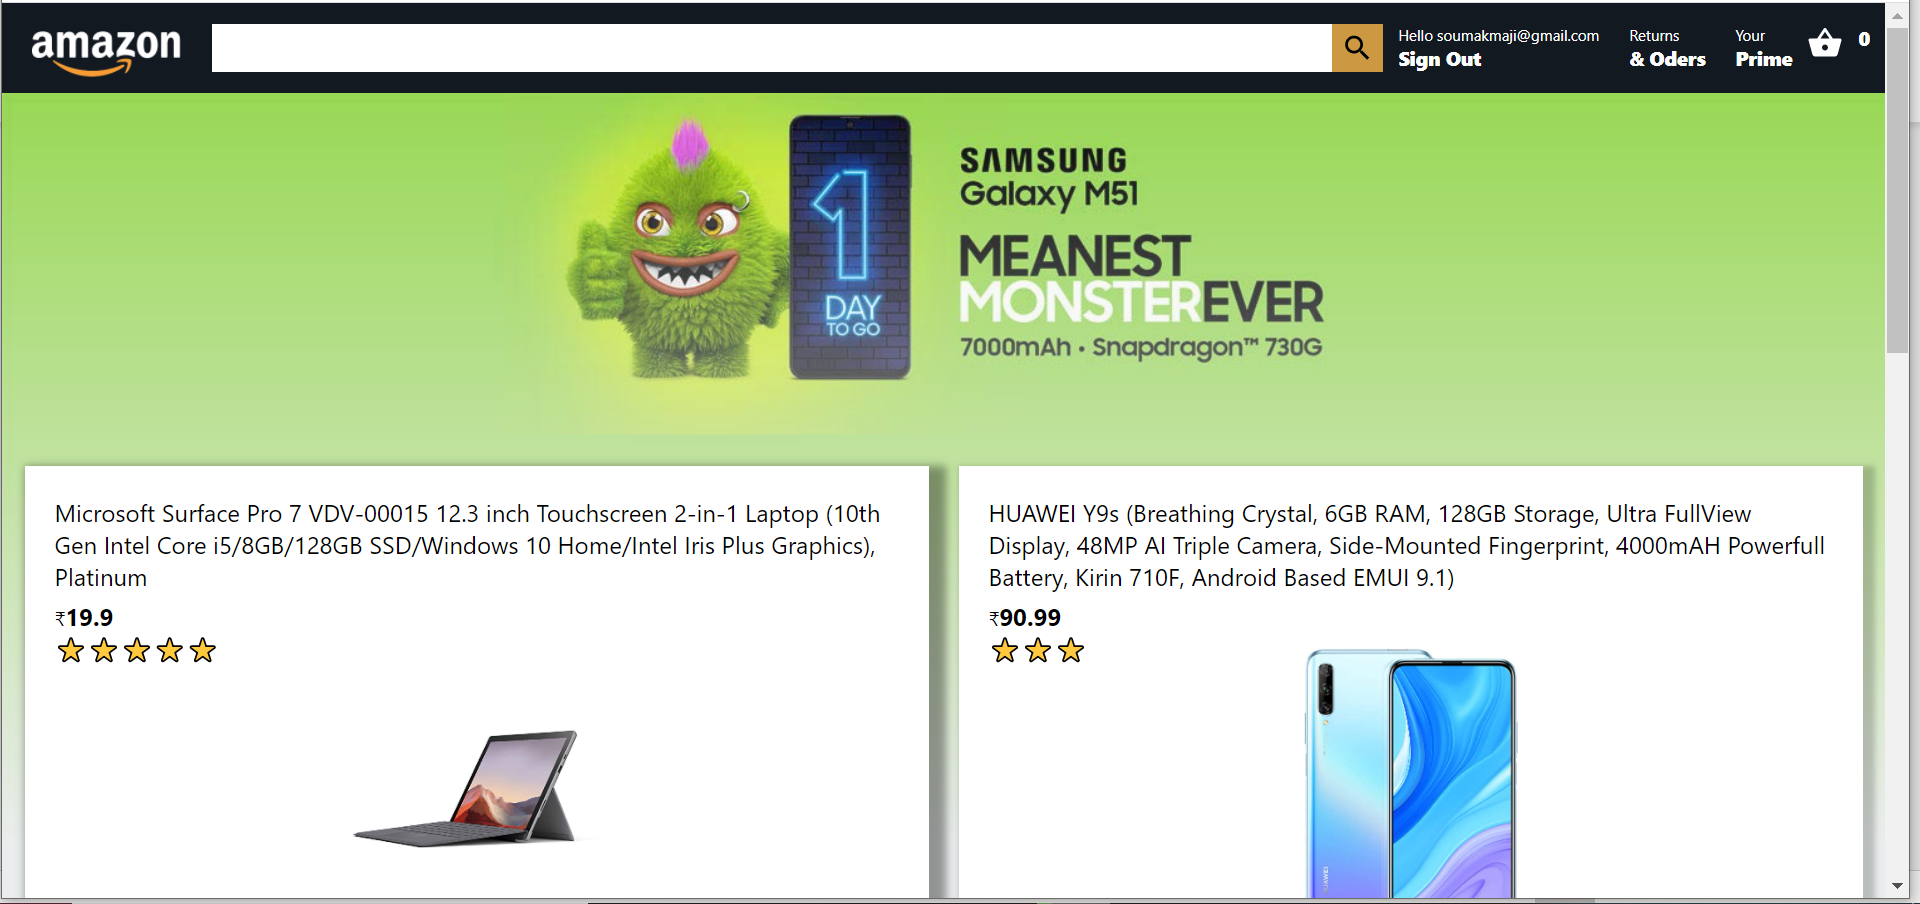 amazon
Hello soumakmaji@gmail.com
Sign Out
Returns
& Oders
Your
Prime
0
1
DAY
TO GO
SAMSUNG
Galaxy M51
MEANEST
MONSTEREVER
7000mAh • Snapdragon™ 730G
Microsoft Surface Pro 7 VDV-00015 12.3 inch Touchscreen 2-in-1 Laptop (10th
Gen Intel Core i5/8GB/128GB SSD/Windows 10 Home/Intel Iris Plus Graphics),
Platinum
₹19.9
HUAWEI Y9s (Breathing Crystal, 6GB RAM, 128GB Storage, Ultra FullView
Display, 48MP AI Triple Camera, Side-Mounted Fingerprint, 4000mAH Powerfull
Battery, Kirin 710F, Android Based EMUI 9.1)
₹90.99
HUAWEI